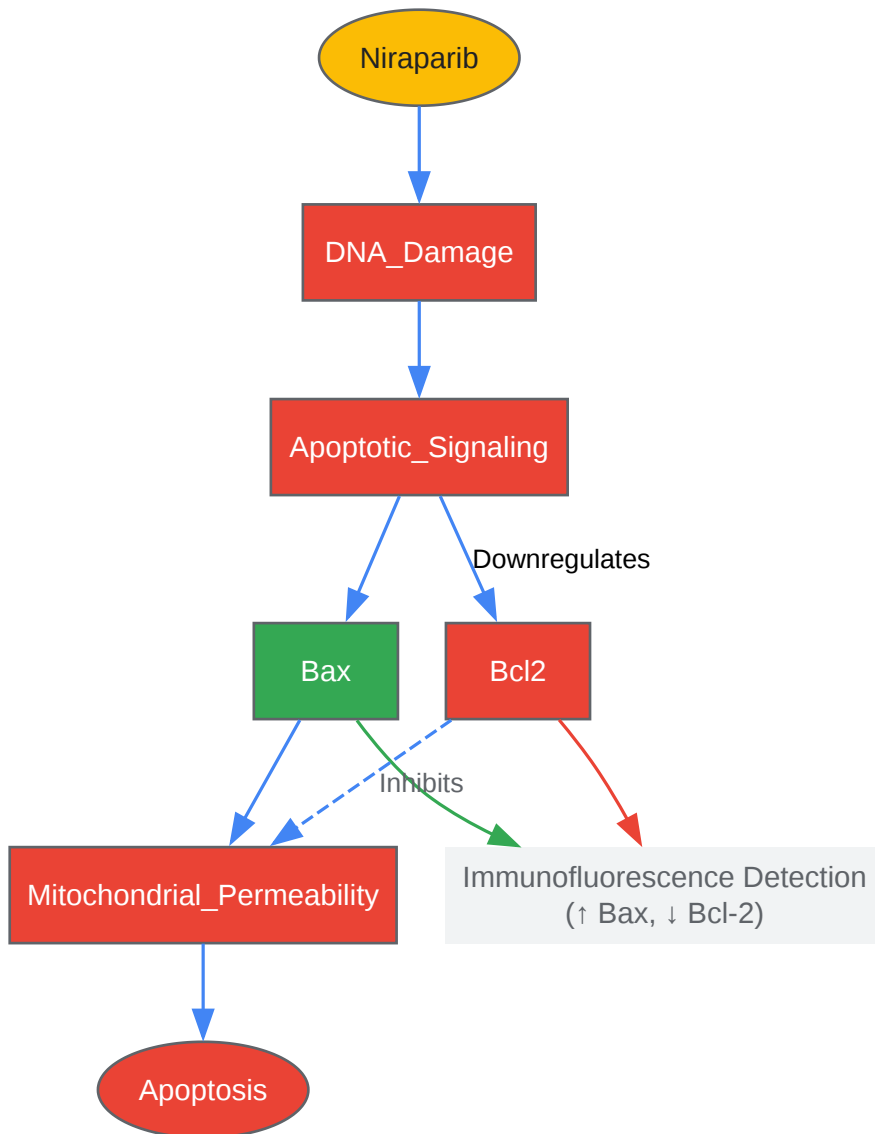 Niraparib
DNA_Damage
Apoptotic_Signaling
Downregulates
Bax
Bcl2
Inhibits
Mitochondrial_Permeability
Immunofluorescence Detection
(↑ Bax, ↓ Bcl-2)
Apoptosis